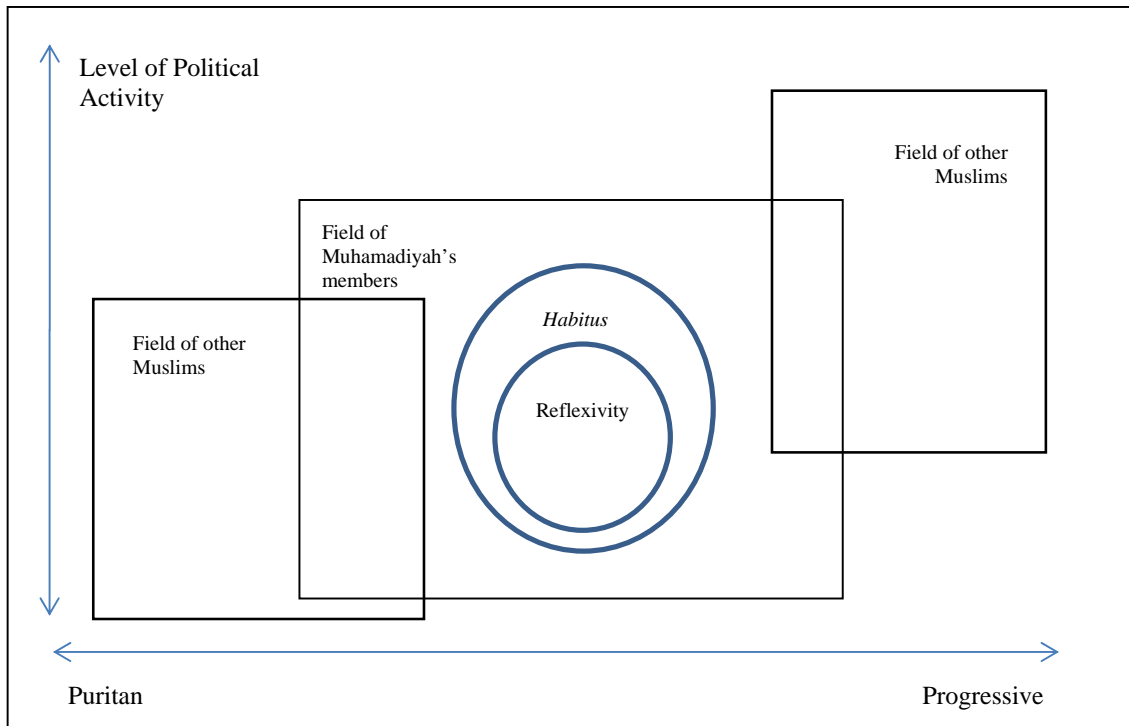 Level of Political
Activity
Field of other
Muslims
Field of
Muhamadiyah's
members
Habitus
Field of other
Muslims
Reflexivity
Puritan
Progressive